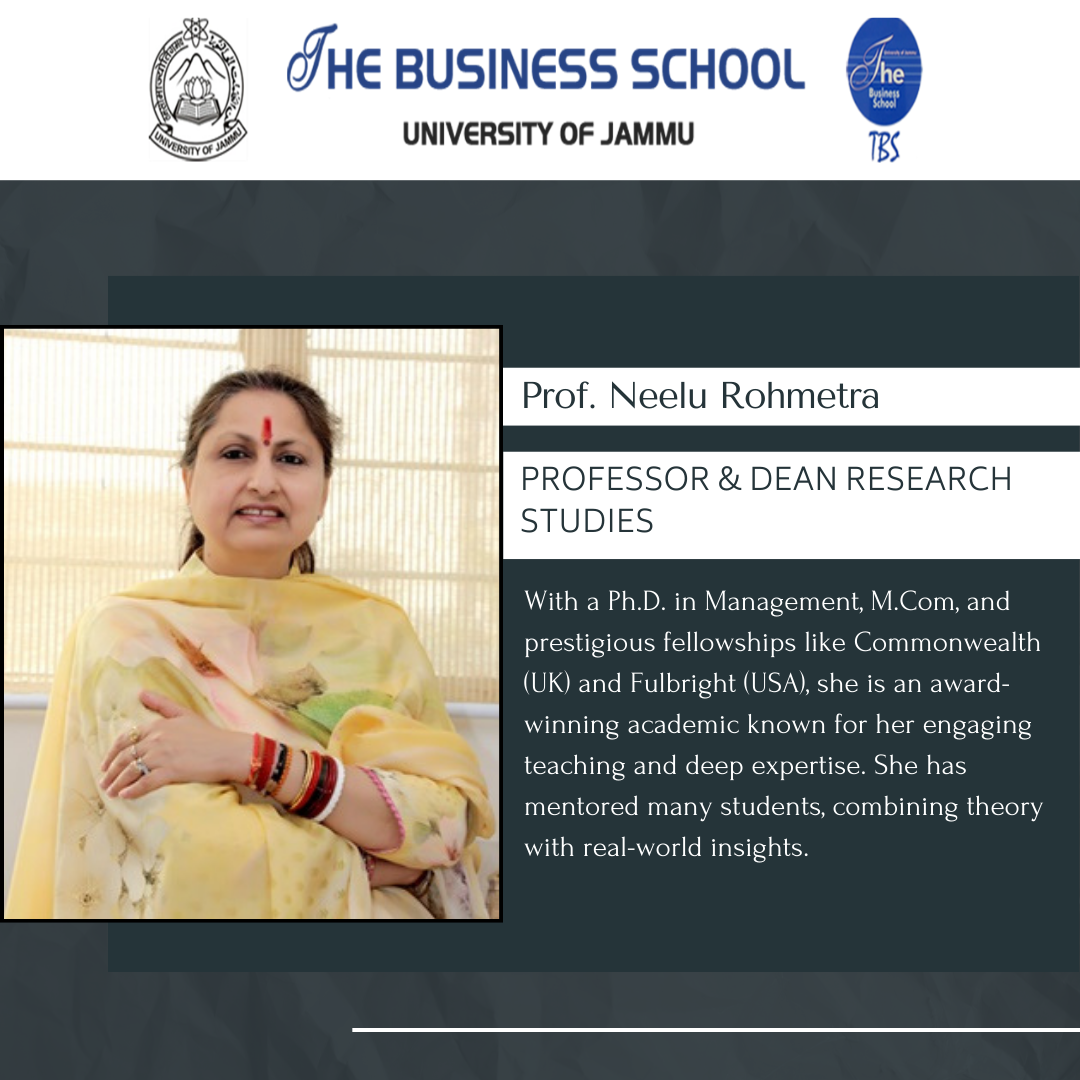 THE BUSINESS SCHOOL
UNIVERSITY OF JAMMU
UNIVERSITY OF JAMMU
University of Jammu
The
Business
School
TBS
Prof. Neelu Rohmetra
PROFESSOR & DEAN RESEARCH
STUDIES
With a Ph.D. in Management, M.Com, and
prestigious fellowships like Commonwealth
(UK) and Fulbright (USA), she is an award-
winning academic known for her engaging
teaching and deep expertise. She has
mentored many students, combining theory
with real-world insights.